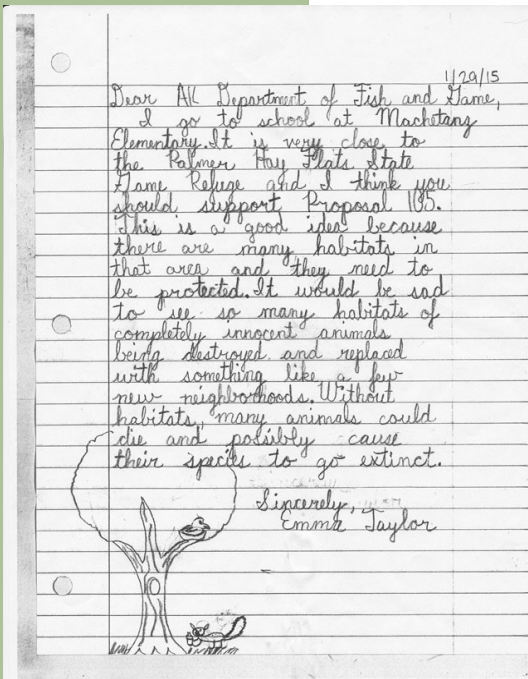 1/29/15
Dear AK Department of Fish and Game,
I go to school at Machetanz
Elementary. It is very close to
the Palmer Hay Flats State
Game Refuge and I think you
should support Proposal 105.
This is a good idea because
there are many habitats in
that area and they need to
be protected. It would be sad
to see so many habitats of
completely innocent animals
being destroyed and replaced
with something like a few
new neighborhoods. Without
habitats, many animals could
die and possibly cause
their species to go extinct.
Sincerely,
Emma Taylor